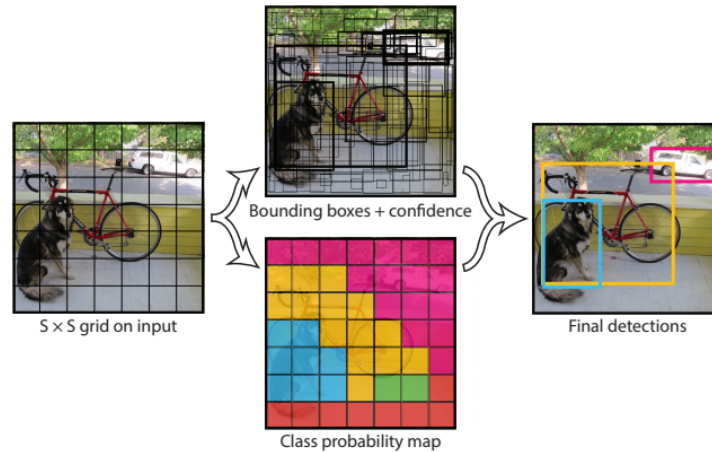 Bounding boxes + confidence
S × S grid on input
Final detections
Class probability map